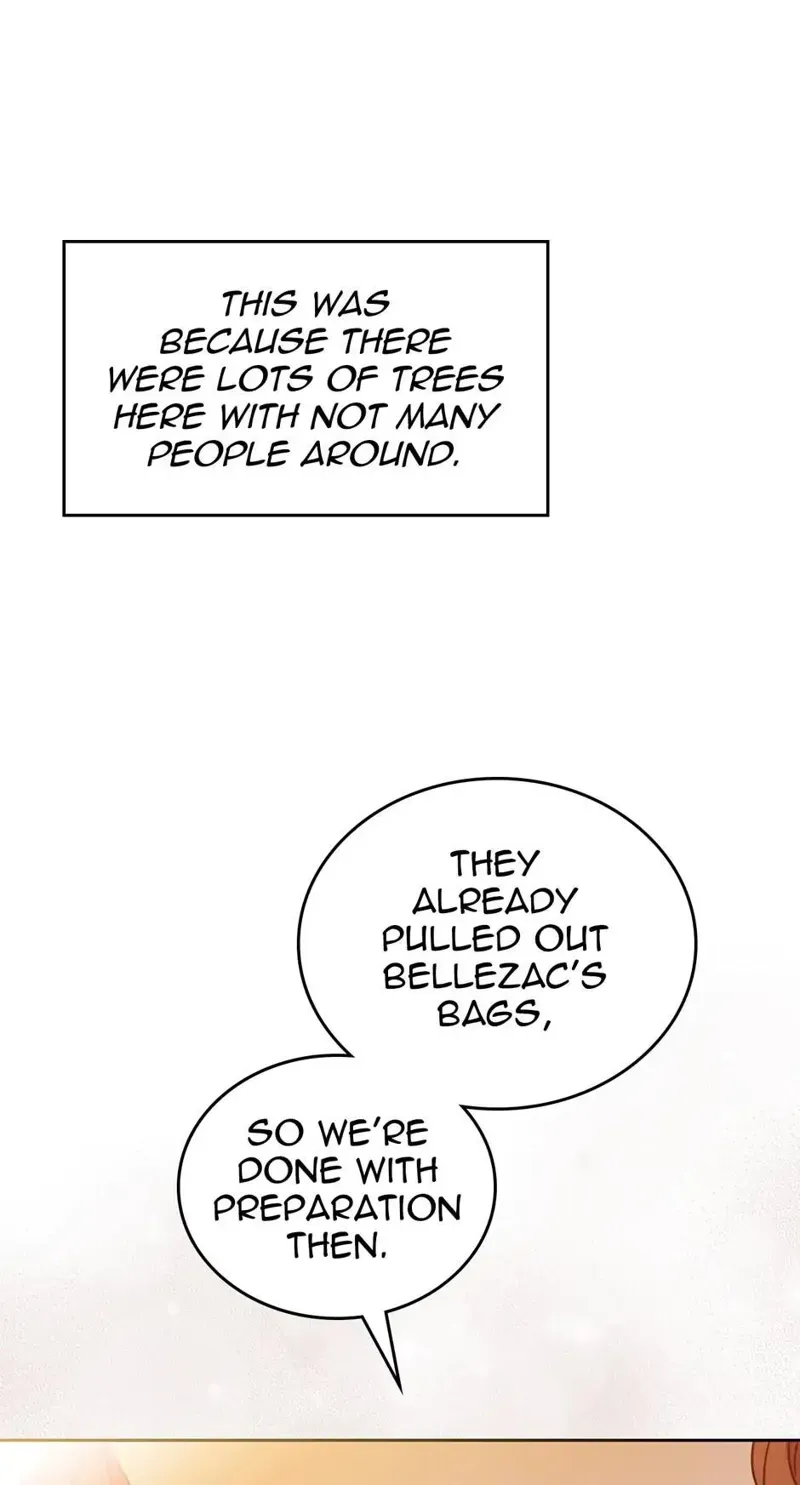 THIS WAS
BECAUSE THERE
WERE LOTS OF TREES
HERE WITH NOT MANY
PEOPLE AROUND.
THEY
ALREADY
PULLED OUT
BELLEZAC'S
BAGS,
SO WE'RE
DONE WITH
PREPARATION
THEN.